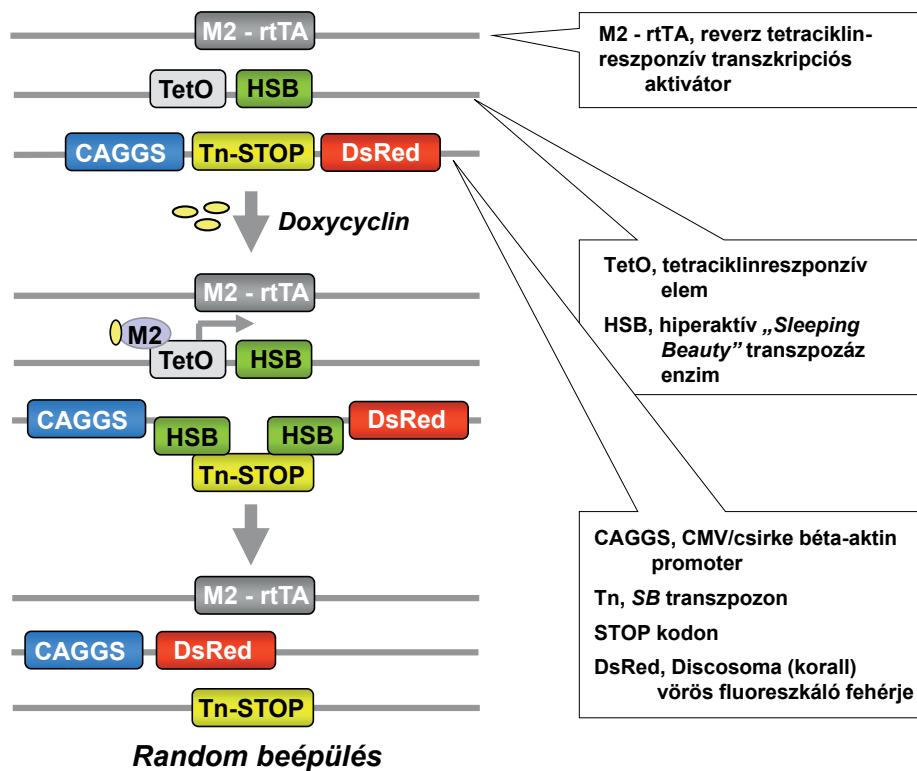 M2 - rtTA
TetO HSB
CAGGS Tn-STOP DsRed
Doxycyclin
M2 - rtTA
M2
TetO HSB
CAGGS HSB HSB DsRed
Tn-STOP
M2 - rtTA
CAGGS DsRed
Tn-STOP
Random beépülés
M2 - rtTA, reverz tetraciklin-
reszponzív transzkripciós
aktivátor
TetO, tetraciklinreszponzív
elem
HSB, hiperaktív „Sleeping
Beauty” transzpozáz
enzim
CAGGS, CMV/csirke béta-aktin
promoter
Tn, SB transzpozon
STOP kodon
DsRed, Discosoma (korall)
vörös fluoreszkáló fehérje